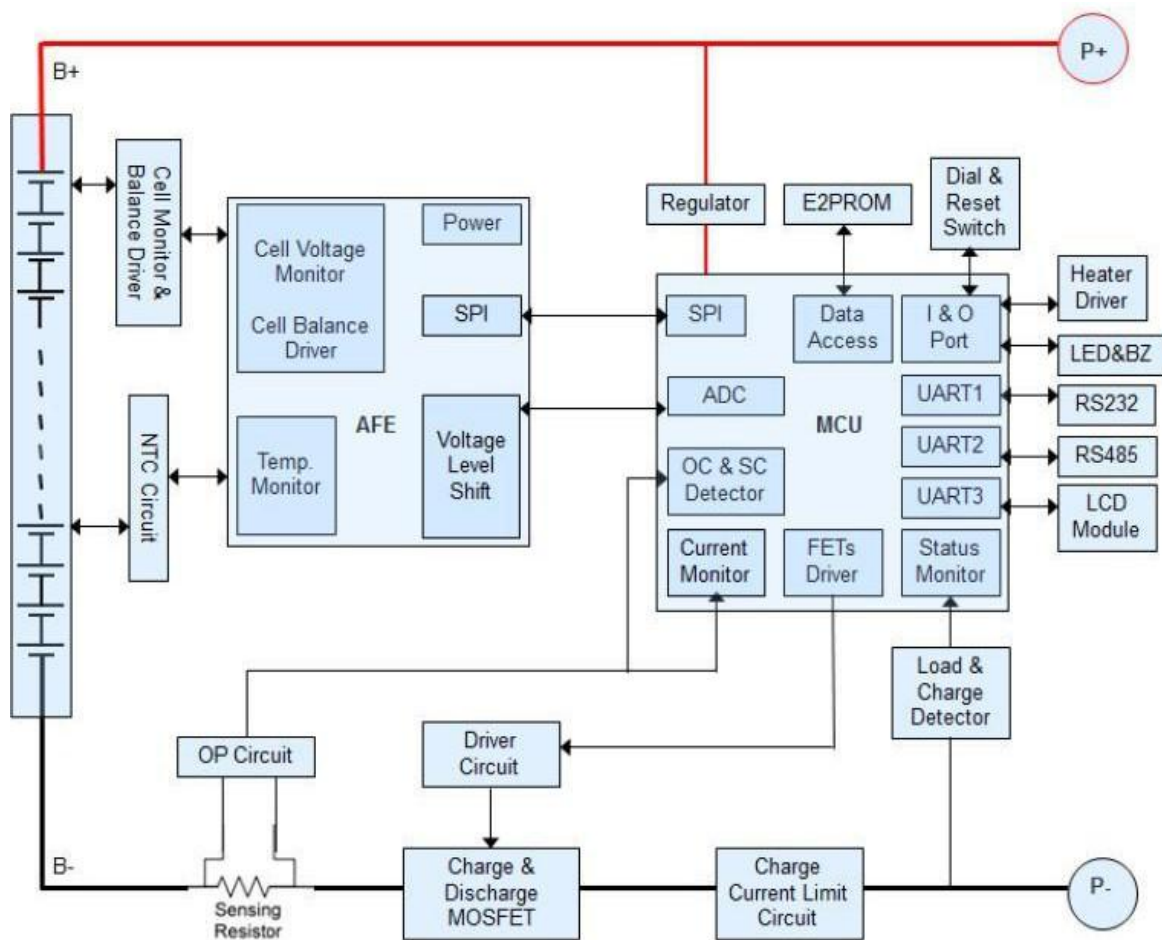 P+
B+
Cell Monitor &
Balance Driver
Regulator
E2PROM
Dial &
Reset
Switch
Heater
Driver
Cell Voltage
Monitor
Cell Balance
Driver
Power
SPI
AFE
Temp.
Monitor
Voltage
Level
Shift
SPI
Data
Access
I & O
Port
LED&BZ
ADC
MCU
UART1
RS232
OC & SC
Detector
UART2
RS485
UART3
LCD
Module
NTC Circuit
Current
Monitor
FETs
Driver
Status
Monitor
Load &
Charge
Detector
OP Circuit
Driver
Circuit
B-
Sensing
Resistor
Charge &
Discharge
MOSFET
Charge
Current Limit
Circuit
P-